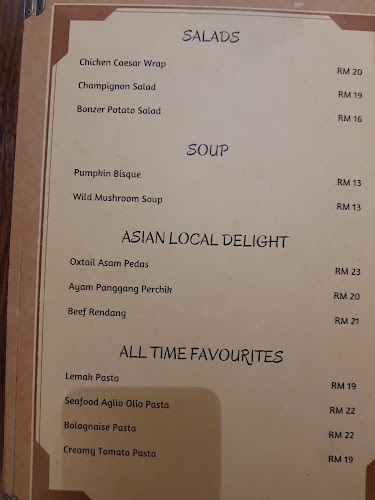 SALADS
Chicken Caesar Wrap RM 20
Champignon Salad RM 19
Bonzer Potato Salad RM 16
SOUP
Pumpkin Bisque RM 13
Wild Mushroom Soup RM 13
ASIAN LOCAL DELIGHT
Oxtail Asam Pedas RM 23
Ayam Panggang Perchik RM 20
Beef Rendang RM 21
ALL TIME FAVOURITES
Lemak Pasta RM 19
Seafood Aglio Olio Pasta RM 22
Bolognaise Pasta RM 22
Creamy Tomato Pasta RM 19